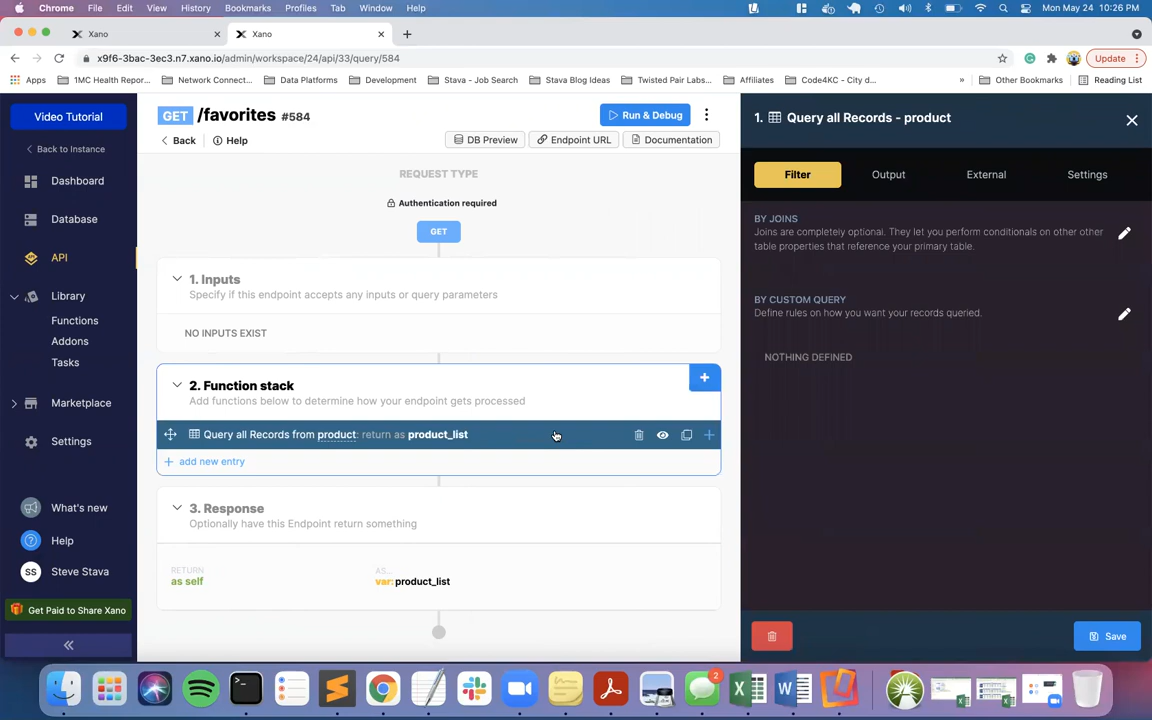 Chrome File Edit View History Bookmarks Profiles Tab Window Help Mon May 24 10:26 PM
Xano Xano
x9f6-3bac-3ec3.n7.xano.io/admin/workspace/24/api/33/query/584 Update
Apps 1MC Health Repor... Network Connect... Data Platforms Development Stava - Job Search Stava Blog Ideas Twisted Pair Labs... Affiliates Code4KC - City d... » Other Bookmarks Reading List
Video Tutorial
Back to Instance
Dashboard
Database
API
Library
Functions
Addons
Tasks
Marketplace
Settings
What's new
Help
SS Steve Stava
Get Paid to Share Xano
GET /favorites #584
Run & Debug
Back Help
DB Preview Endpoint URL Documentation
REQUEST TYPE
Authentication required
GET
1. Inputs
Specify if this endpoint accepts any inputs or query parameters
NO INPUTS EXIST
2. Function stack
Add functions below to determine how your endpoint gets processed
Query all Records from product: return as product_list
+ add new entry
3. Response
Optionally have this Endpoint return something
RETURN AS...
as self var: product_list
1. Query all Records - product
Filter Output External Settings
BY JOINS
Joins are completely optional. They let you perform conditionals on other other
table properties that reference your primary table.
BY CUSTOM QUERY
Define rules on how you want your records queried.
NOTHING DEFINED
Save
2